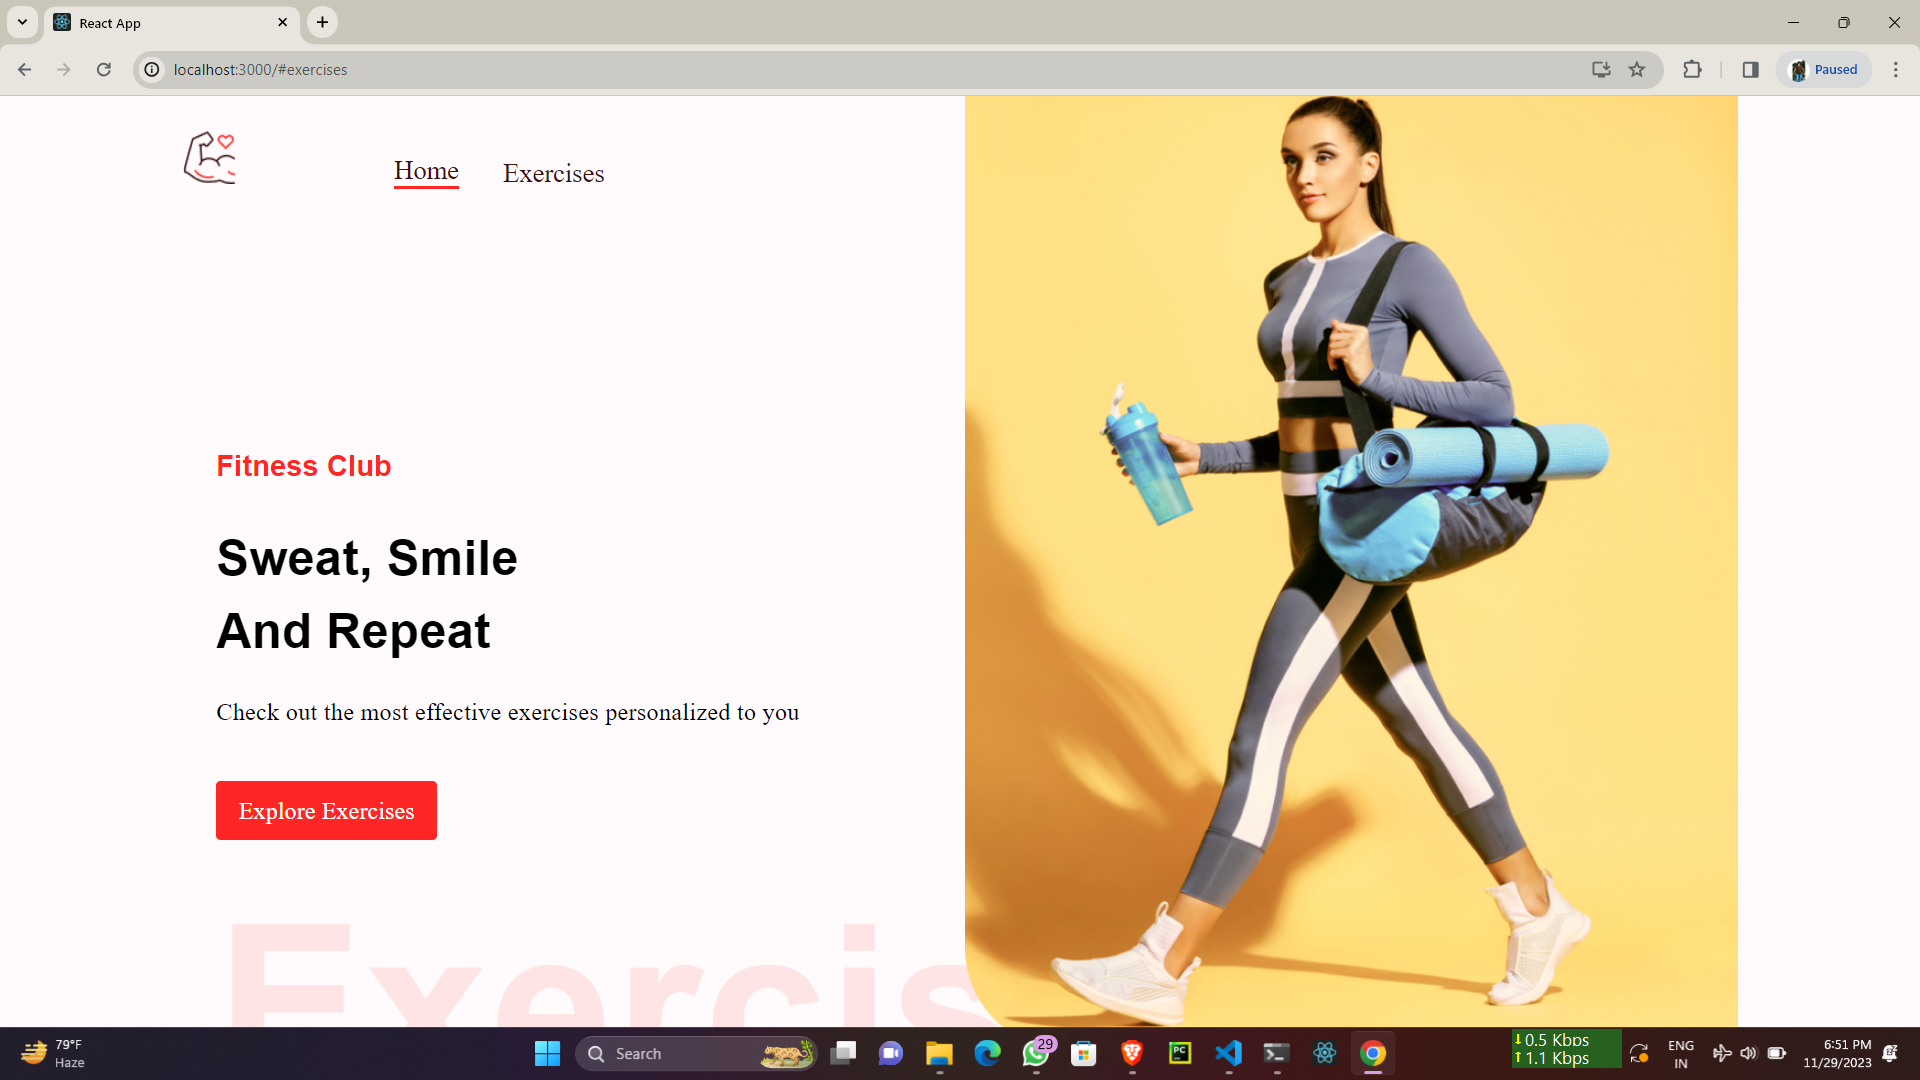 React App
localhost:3000/#exercises
Paused
Home
Exercises
Fitness Club
Sweat, Smile
And Repeat
Check out the most effective exercises personalized to you
Explore Exercises
Exercis
79°F
Haze
Search
29
PC
0.5 Kbps
1.1 Kbps
ENG
IN
6:51 PM
11/29/2023